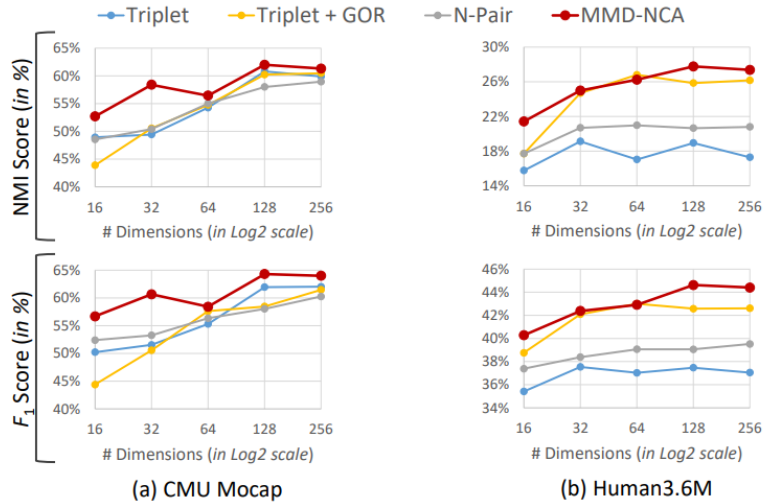 Triplet Triplet + GOR N-Pair MMD-NCA
NMI Score (in %)
65%
60%
55%
50%
45%
40%
16 32 64 128 256
# Dimensions (in Log2 scale)
30%
26%
22%
18%
14%
16 32 64 128 256
# Dimensions (in Log2 scale)
F1 Score (in %)
65%
60%
55%
50%
45%
40%
16 32 64 128 256
# Dimensions (in Log2 scale)
46%
44%
42%
40%
38%
36%
34%
16 32 64 128 256
# Dimensions (in Log2 scale)
(a) CMU Mocap
(b) Human3.6M